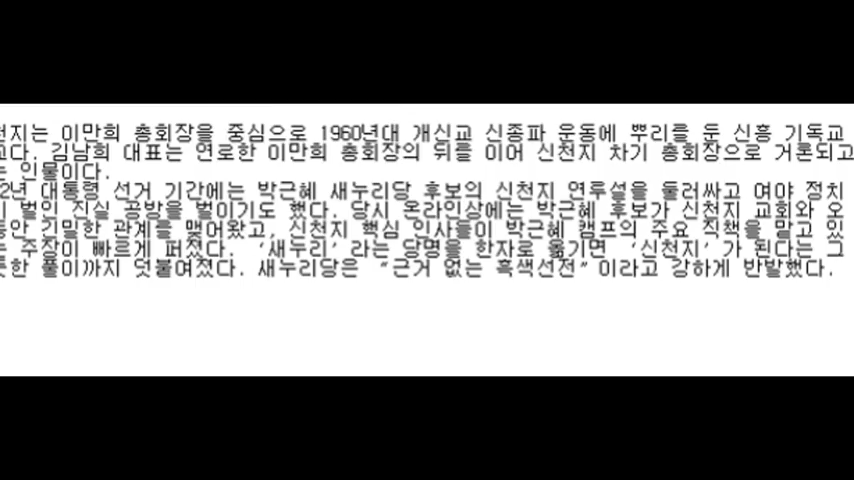 천지는 이만희 총회장을 중심으로 1960년대 개신교 신종파 운동에 뿌리를 둔 신흥 기독교
교다. 김남희 대표는 연로한 이만희 총회장의 뒤를 이어 신천지 차기 총회장으로 거론되고
는 인물이다.
2년 대통령 선거 기간에는 박근혜 새누리당 후보의 신천지 연루설을 둘러싸고 여야 정치
이 벌인 진실 공방을 벌이기도 했다. 당시 온라인상에는 박근혜 후보가 신천지 교회와 오
동안 긴밀한 관계를 맺어왔고, 신천지 핵심 인사들이 박근혜 캠프의 주요 직책을 맡고 있
는 주장이 빠르게 퍼졌다. ‘새누리’라는 당명을 한자로 옮기면 ‘신천지’가 된다는 그
듯한 풀이까지 덧붙여졌다. 새누리당은 “근거 없는 흑색선전”이라고 강하게 반발했다.